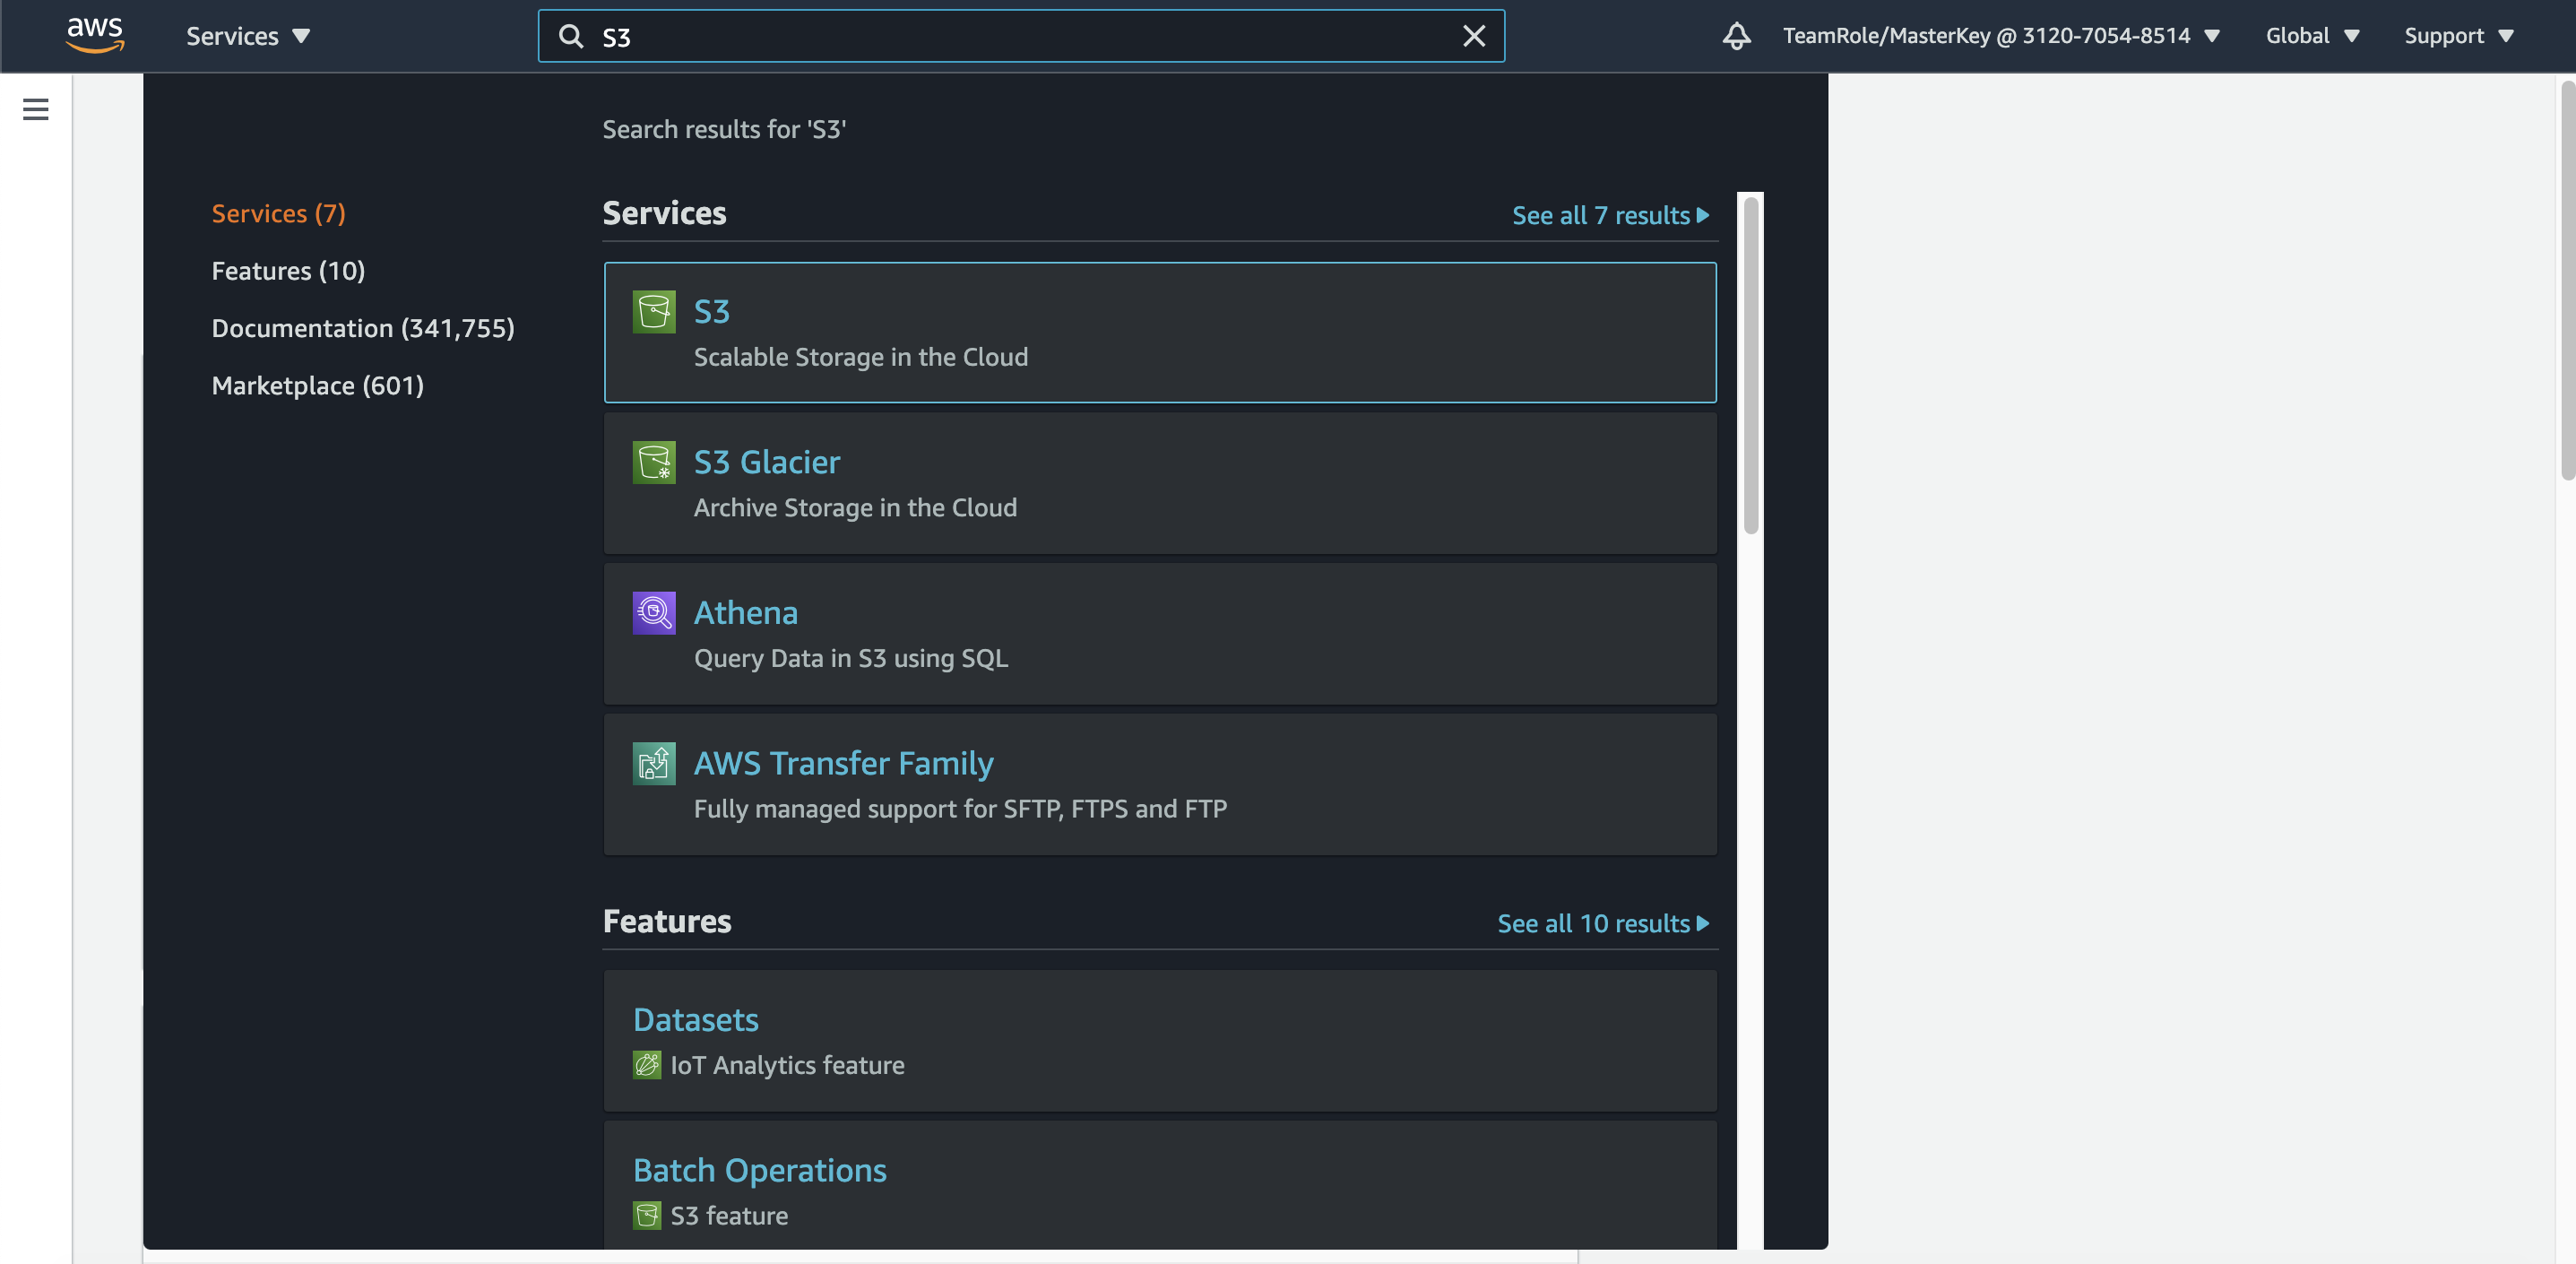 aws
Services
S3
TeamRole/MasterKey @ 3120-7054-8514
Global
Support
Search results for 'S3'
Services (7)
Features (10)
Documentation (341,755)
Marketplace (601)
Services
See all 7 results
S3
Scalable Storage in the Cloud
S3 Glacier
Archive Storage in the Cloud
Athena
Query Data in S3 using SQL
AWS Transfer Family
Fully managed support for SFTP, FTPS and FTP
Features
See all 10 results
Datasets
IoT Analytics feature
Batch Operations
S3 feature